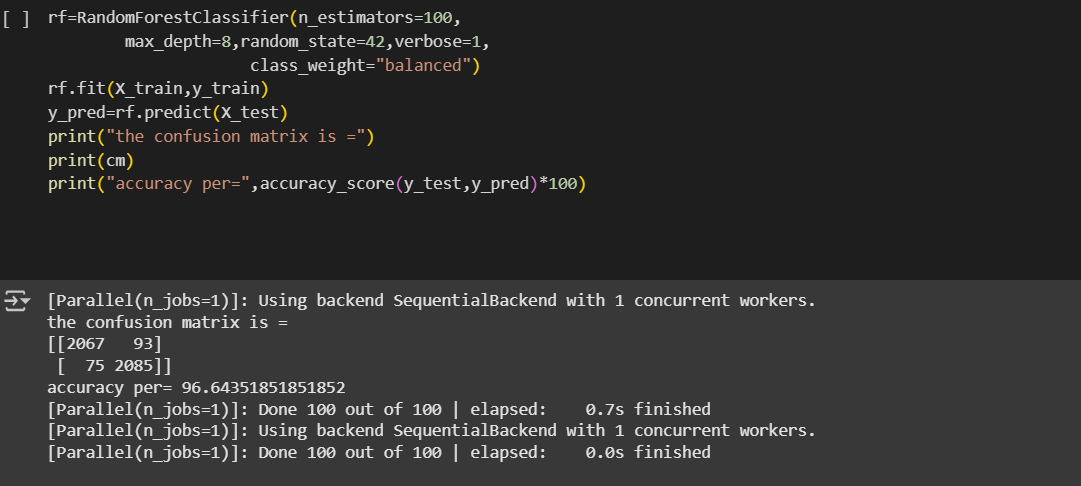 [ ] rf=RandomForestClassifier(n_estimators=100,
max_depth=8,random_state=42,verbose=1,
class_weight="balanced")
rf.fit(X_train,y_train)
y_pred=rf.predict(X_test)
print("the confusion matrix is =")
print(cm)
print("accuracy per=",accuracy_score(y_test,y_pred)*100)
[Parallel(n_jobs=1)]: Using backend SequentialBackend with 1 concurrent workers.
the confusion matrix is =
[[2067   93]
 [  75 2085]]
accuracy per= 96.64351851851852
[Parallel(n_jobs=1)]: Done 100 out of 100 | elapsed:    0.7s finished
[Parallel(n_jobs=1)]: Using backend SequentialBackend with 1 concurrent workers.
[Parallel(n_jobs=1)]: Done 100 out of 100 | elapsed:    0.0s finished